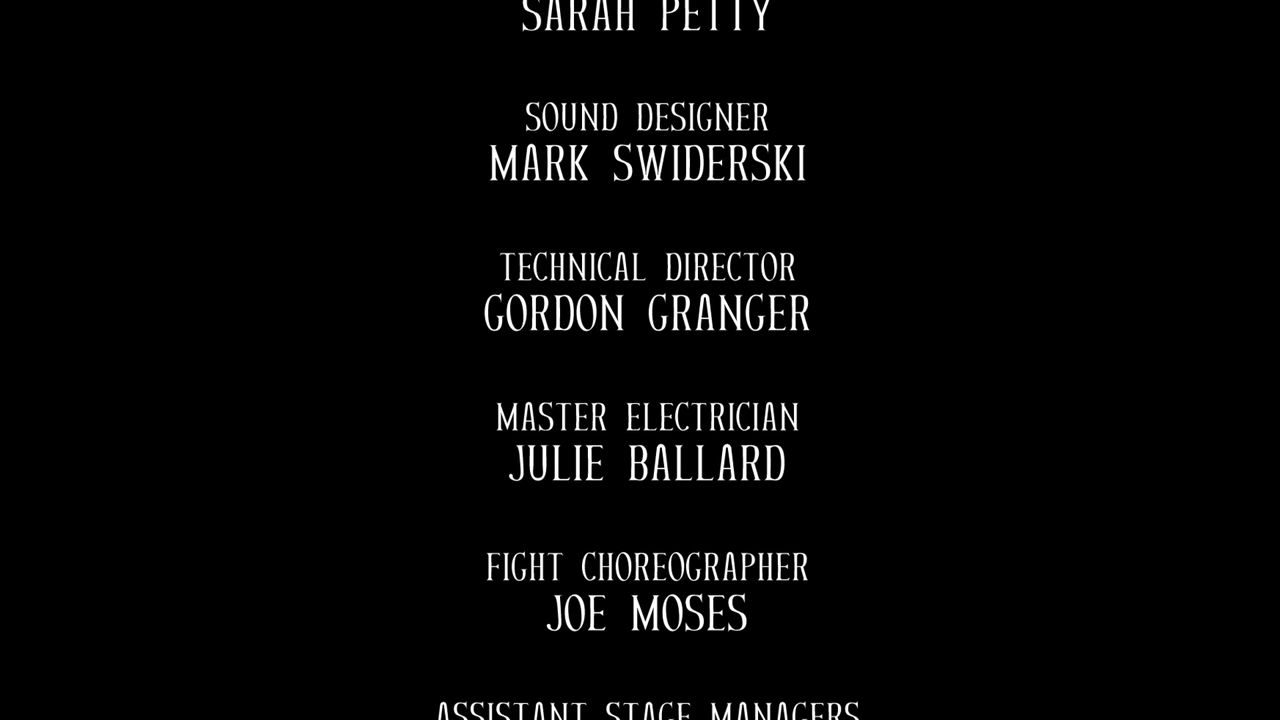 SARAH PETTY
SOUND DESIGNER
MARK SWIDERSKI
TECHNICAL DIRECTOR
GORDON GRANGER
MASTER ELECTRICIAN
JULIE BALLARD
FIGHT CHOREOGRAPHER
JOE MOSES
ASSISTANT STAGE MANAGERS